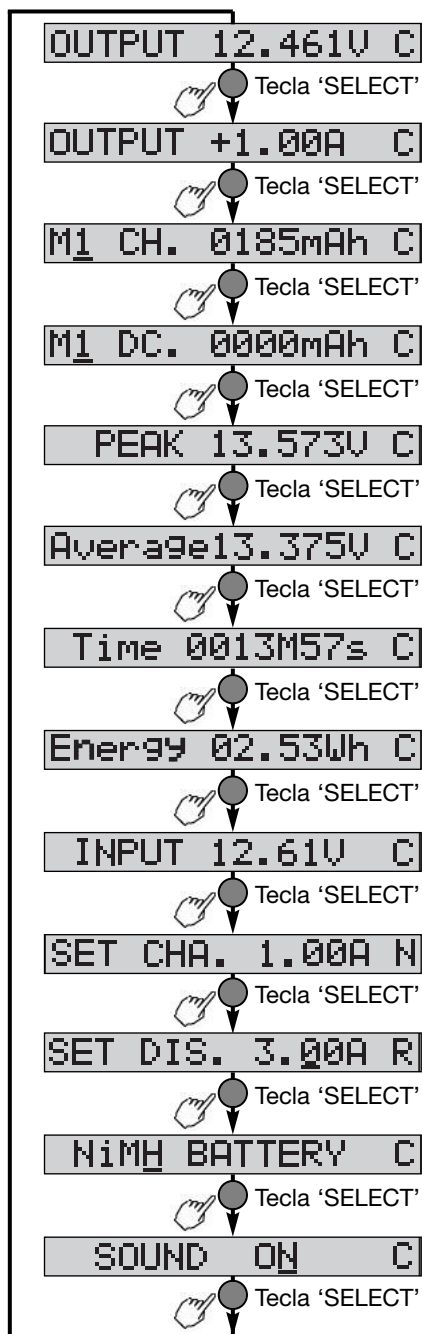 OUTPUT 12.461V C
Tecla ‘SELECT’
OUTPUT +1.00A C
Tecla ‘SELECT’
M1 CH. 0185mAh C
Tecla ‘SELECT’
M1 DC. 0000mAh C
Tecla ‘SELECT’
PEAK 13.573V C
Tecla ‘SELECT’
Average13.375V C
Tecla ‘SELECT’
Time 0013M57s C
Tecla ‘SELECT’
Energy 02.53Wh C
Tecla ‘SELECT’
INPUT 12.61V C
Tecla ‘SELECT’
SET CHA. 1.00A N
Tecla ‘SELECT’
SET DIS. 3.00A R
Tecla ‘SELECT’
NiMH BATTERY C
Tecla ‘SELECT’
SOUND ON C
Tecla ‘SELECT’